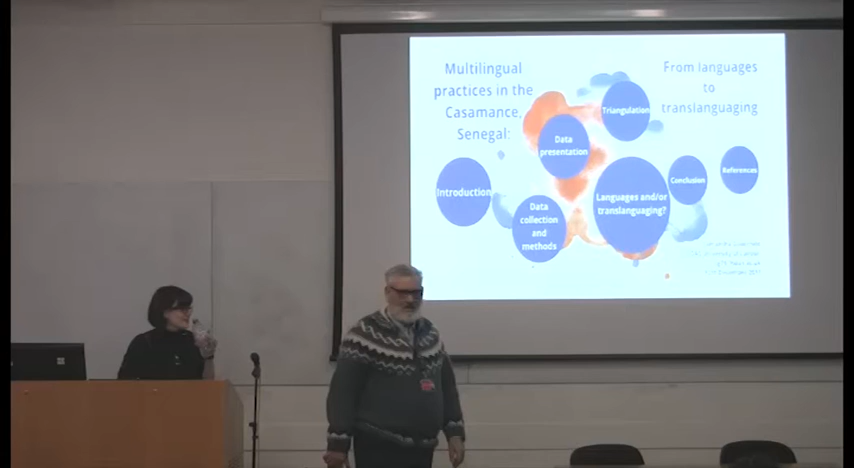 Multilingual
practices in the
Casamance,
Senegal:
From languages
to
translanguaging
Introduction
Data
presentation
Triangulation
Data
collection
and
methods
Languages and/or
translanguaging?
Conclusion
References